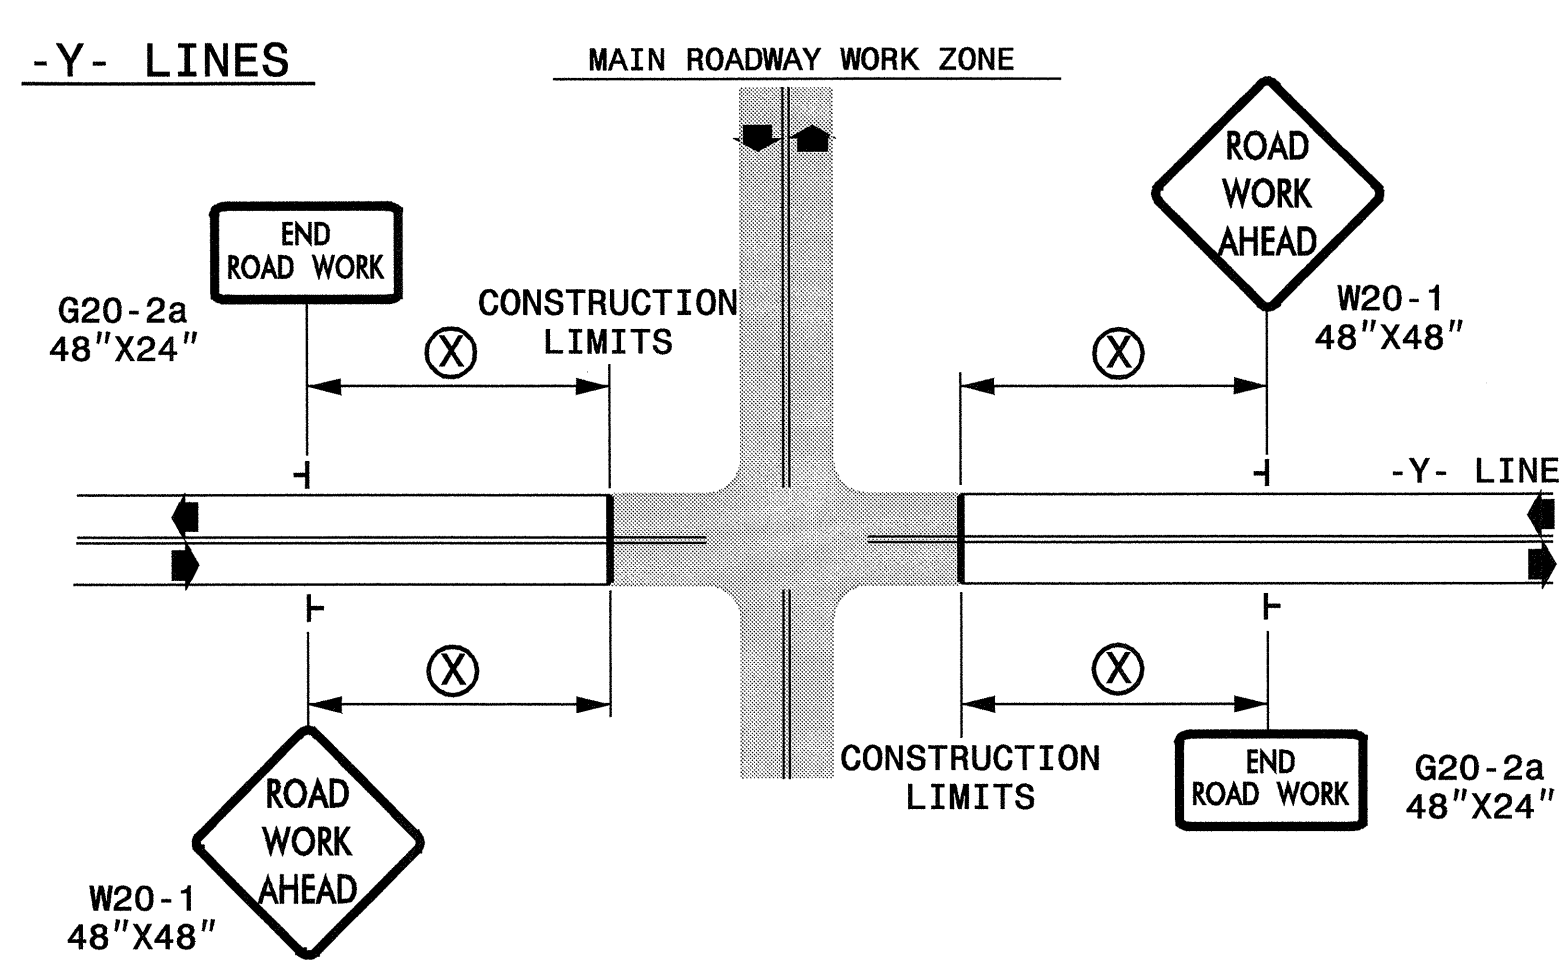 -Y- LINES
MAIN ROADWAY WORK ZONE
ROAD
WORK
AHEAD
W20-1
48"X48"
END
ROAD WORK
G20-2a
48"X24"
CONSTRUCTION
LIMITS
X
X
-Y- LINE
X
X
ROAD
WORK
AHEAD
W20-1
48"X48"
CONSTRUCTION
LIMITS
END
ROAD WORK
G20-2a
48"X24"